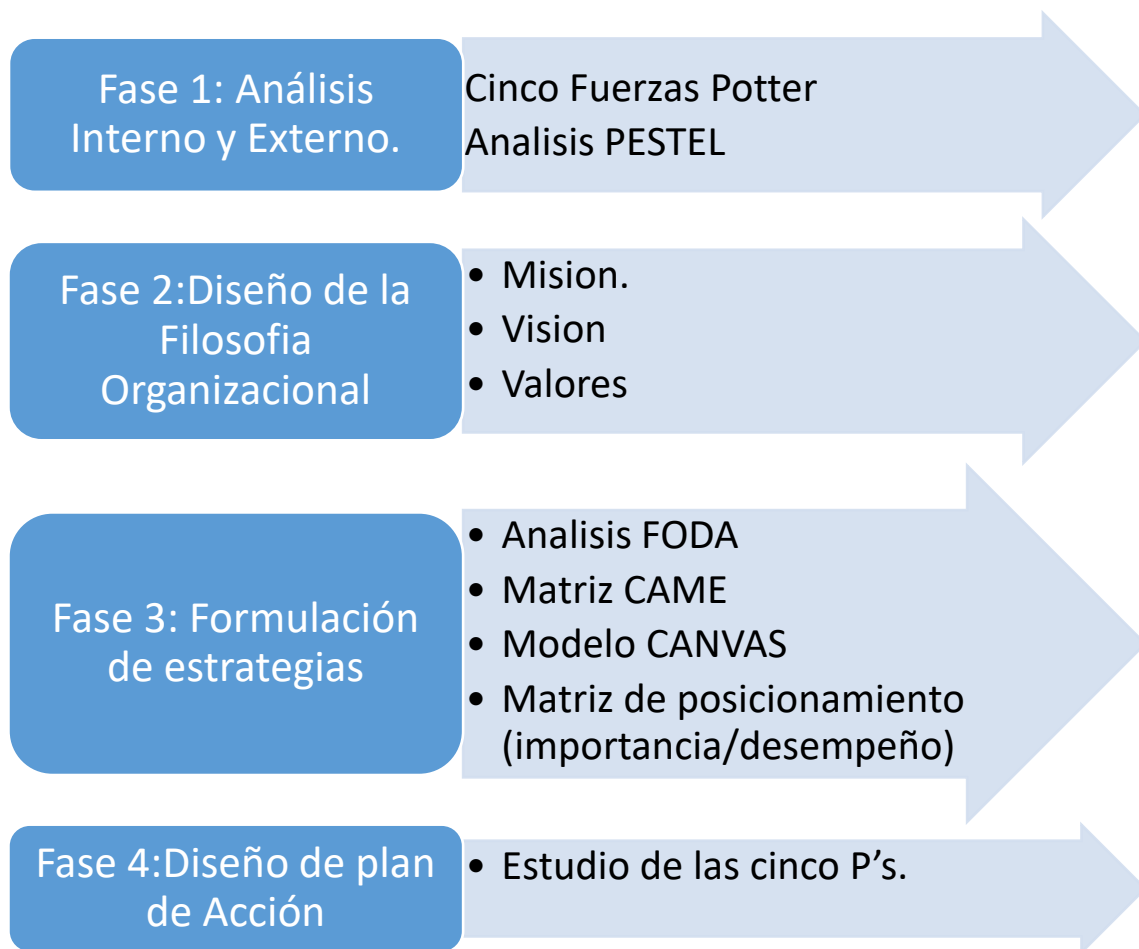 Fase 1: Análisis
Interno y Externo.
Cinco Fuerzas Potter
Analisis PESTEL
Fase 2:Diseño de la
Filosofia
Organizacional
• Mision.
• Vision
• Valores
Fase 3: Formulación
de estrategias
• Analisis FODA
• Matriz CAME
• Modelo CANVAS
• Matriz de posicionamiento
(importancia/desempeño)
Fase 4:Diseño de plan
de Acción
• Estudio de las cinco P’s.